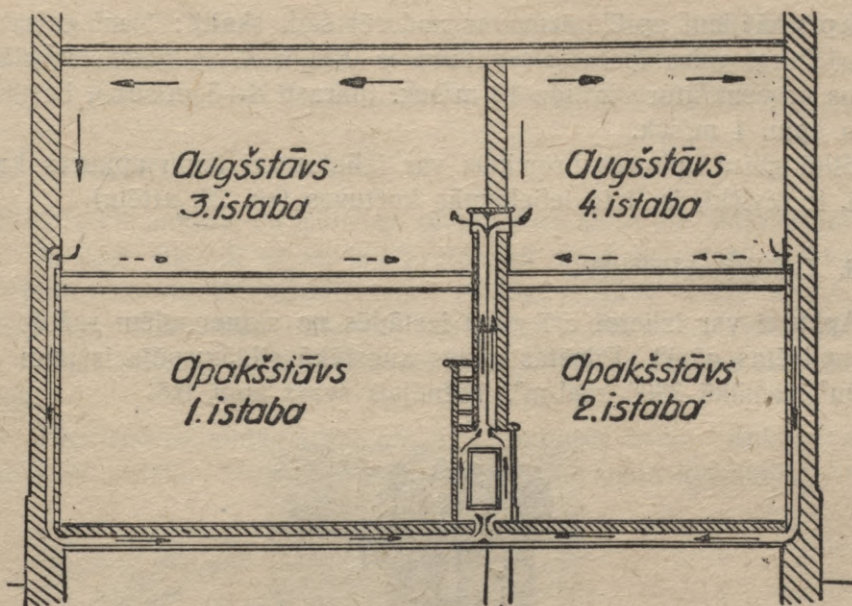 Augšstāvs
3. istaba
Augšstāvs
4. istaba
Apakšstāvs
1. istaba
Apakšstāvs
2. istaba